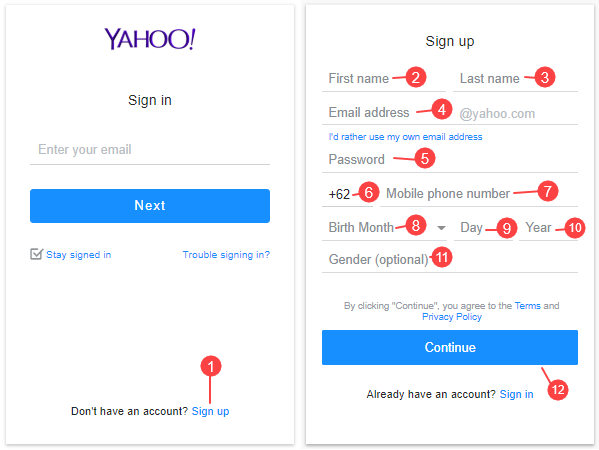 YAHOO!
Sign in
Enter your email
Next
Stay signed in Trouble signing in?
1
Don't have an account? Sign up
Sign up
First name 2 Last name 3
Email address 4 @yahoo.com
I'd rather use my own email address
Password 5
+62 6 Mobile phone number 7
Birth Month 8 Day 9 Year 10
Gender (optional) 11
By clicking "Continue", you agree to the Terms and
Privacy Policy
Continue
Already have an account? Sign in 12